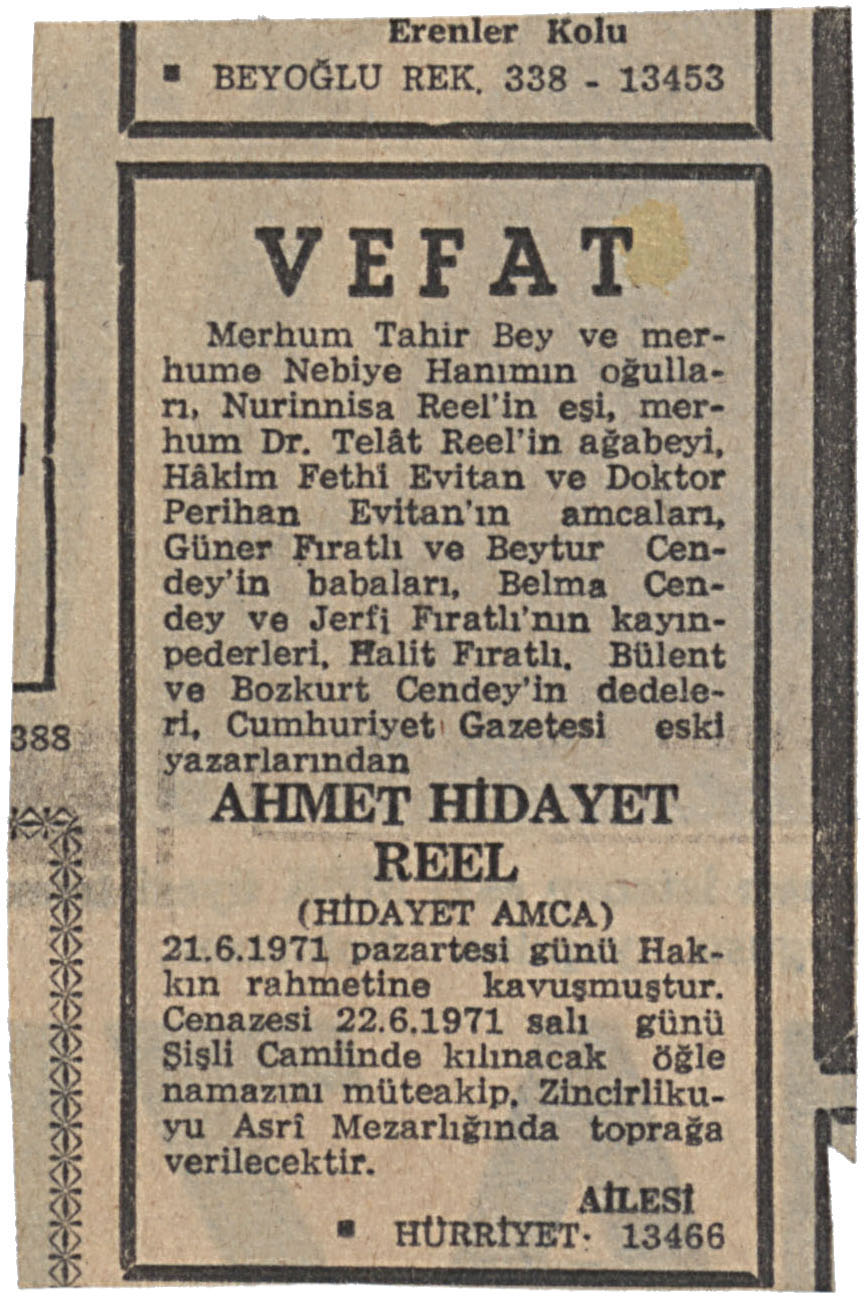 Erenler Kolu
■ BEYOĞLU REK. 338 - 13453
VEFAT
Merhum Tahir Bey ve mer-
hume Nebiye Hanımın oğulla-
rı, Nurinnisa Reel'in eşi, mer-
hum Dr. Telât Reel'in ağabeyi,
Hâkim Fethi Evitan ve Doktor
Perihan Evitan'ın amcaları,
Güner Fıratlı ve Beytur Cen-
dey'in babaları, Belma Cen-
dey ve Jerfi Fıratlı'nın kayın-
pederleri, Halit Fıratlı, Bülent
ve Bozkurt Cendey'in dedele-
ri, Cumhuriyet Gazetesi eski
yazarlarından
AHMET HİDAYET
REEL
(HİDAYET AMCA)
21.6.1971 pazartesi günü Hak-
kın rahmetine kavuşmuştur.
Cenazesi 22.6.1971 salı günü
Şişli Camiinde kılınacak öğle
namazını müteakip, Zincirliku-
yu Asrî Mezarlığında toprağa
verilecektir.
AİLESİ
■ HÜRRİYET: 13466
388